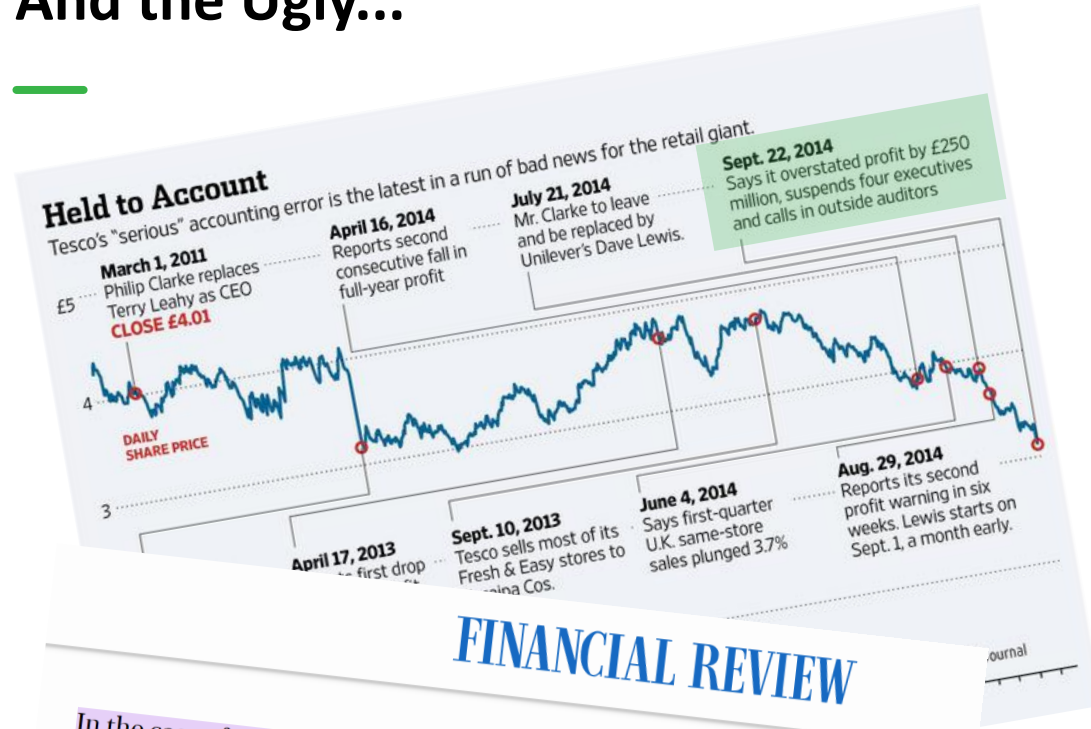 And the Ugly...
Held to Account
Tesco's "serious" accounting error is the latest in a run of bad news for the retail giant.
March 1, 2011
Philip Clarke replaces
Terry Leahy as CEO
CLOSE £4.01
April 16, 2014
Reports second
consecutive fall in
full-year profit
July 21, 2014
Mr. Clarke to leave
and be replaced by
Unilever's Dave Lewis.
Sept. 22, 2014
Says it overstated profit by £250
million, suspends four executives
and calls in outside auditors
£5
4
DAILY
SHARE PRICE
3
April 17, 2013
first drop
Sept. 10, 2013
Tesco sells most of its
Fresh & Easy stores to
Cos.
June 4, 2014
Says first-quarter
U.K. same-store
sales plunged 3.7%
Aug. 29, 2014
Reports its second
profit warning in six
weeks. Lewis starts on
Sept. 1, a month early.
FINANCIAL REVIEW
ournal
In the